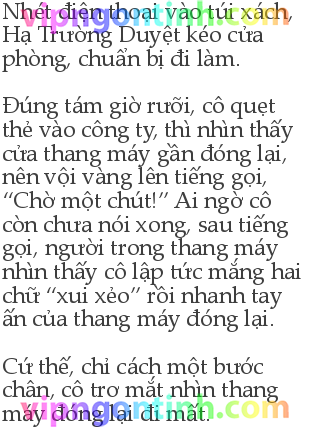 Nhét điện thoại vào túi xách,
Hạ Trường Duyệt kéo cửa
phòng, chuẩn bị đi làm.
Đúng tám giờ rưỡi, cô quẹt
thẻ vào công ty, thì nhìn thấy
cửa thang máy gần đóng lại,
nên vội vàng lên tiếng gọi,
“Chờ một chút!” Ai ngờ cô
còn chưa nói xong, sau tiếng
gọi, người trong thang máy
nhìn thấy cô lập tức mắng hai
chữ “xui xẻo” rồi nhanh tay
ấn cửa thang máy đóng lại.
Cứ thế, chỉ cách một bước
chân, cô trơ mắt nhìn thang
máy đóng lại đi mất.
vipngontinh.com
vipngontinh.com